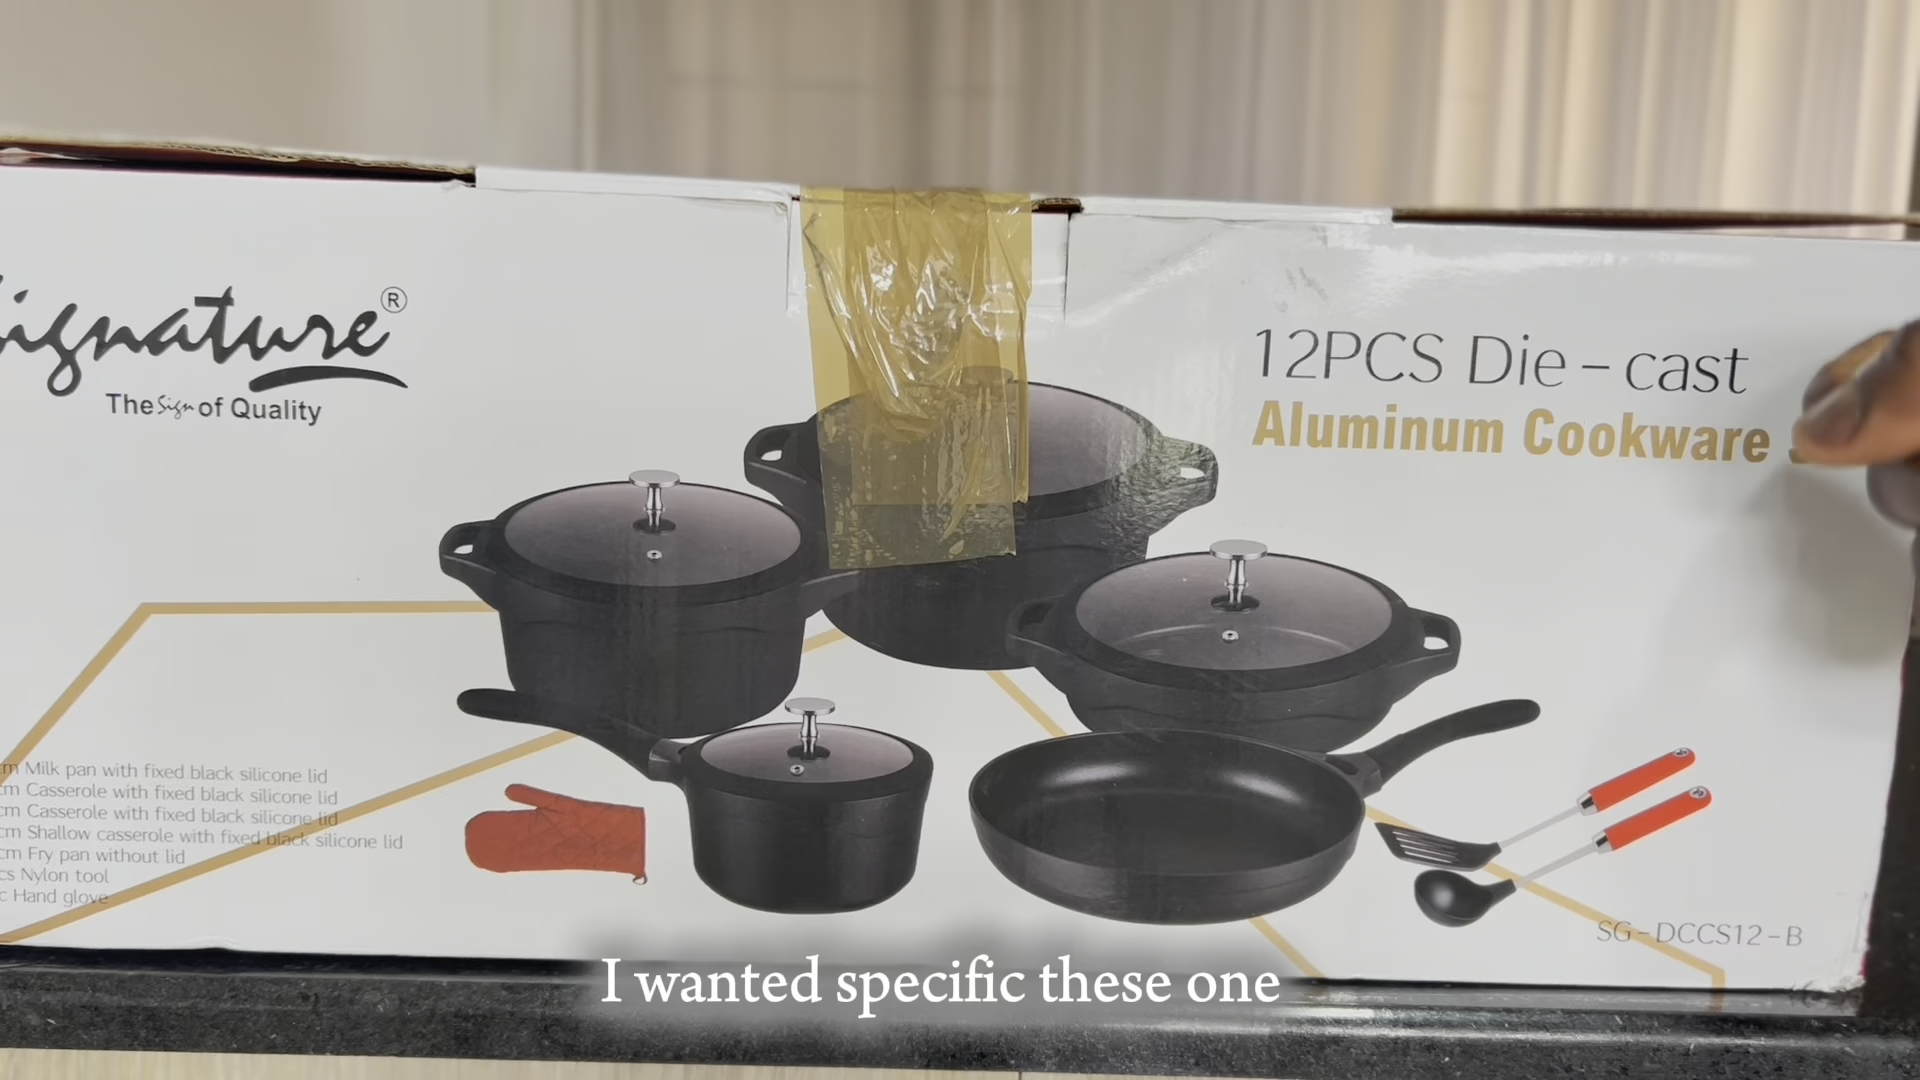 Signature®
The Sign of Quality
12PCS Die-cast
Aluminum Cookware
cm Milk pan with fixed black silicone lid
cm Casserole with fixed black silicone lid
cm Casserole with fixed black silicone lid
cm Shallow casserole with fixed black silicone lid
cm Fry pan without lid
cs Nylon tool
c Hand glove
SG-DCCS12-B
I wanted specific these one